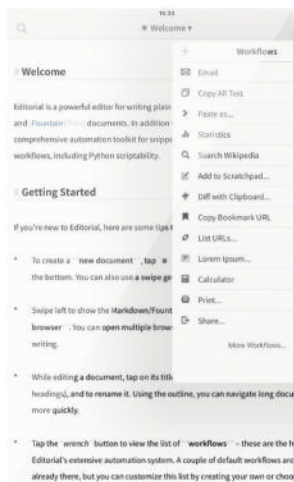 15:33
Welcome ▾
# Welcome
Editorial is a powerful editor for writing plain
and Fountain documents. In addition
comprehensive automation toolkit for snippe
workflows, including Python scriptability.
# Getting Started
If you're new to Editorial, here are some tips t
* To create a new document, tap
the bottom. You can also use a swipe ge
* Swipe left to show the Markdown/Fount
browser. You can open multiple brow
writing.
* While editing a document, tap on its titl
headings), and to rename it. Using the outline, you can navigate long docu
more quickly.
* Tap the `wrench` button to view the list of **workflows** – these are the h
Editorial's extensive automation system. A couple of default workflows are
already there, but you can customize this list by creating your own or choo
+ Workflows
Email
Copy All Text
Paste as...
Statistics
Search Wikipedia
Add to Scratchpad...
Diff with Clipboard...
Copy Bookmark URL
List URLs...
Lorem Ipsum...
Calculator
Print...
Share...
More Workflows...